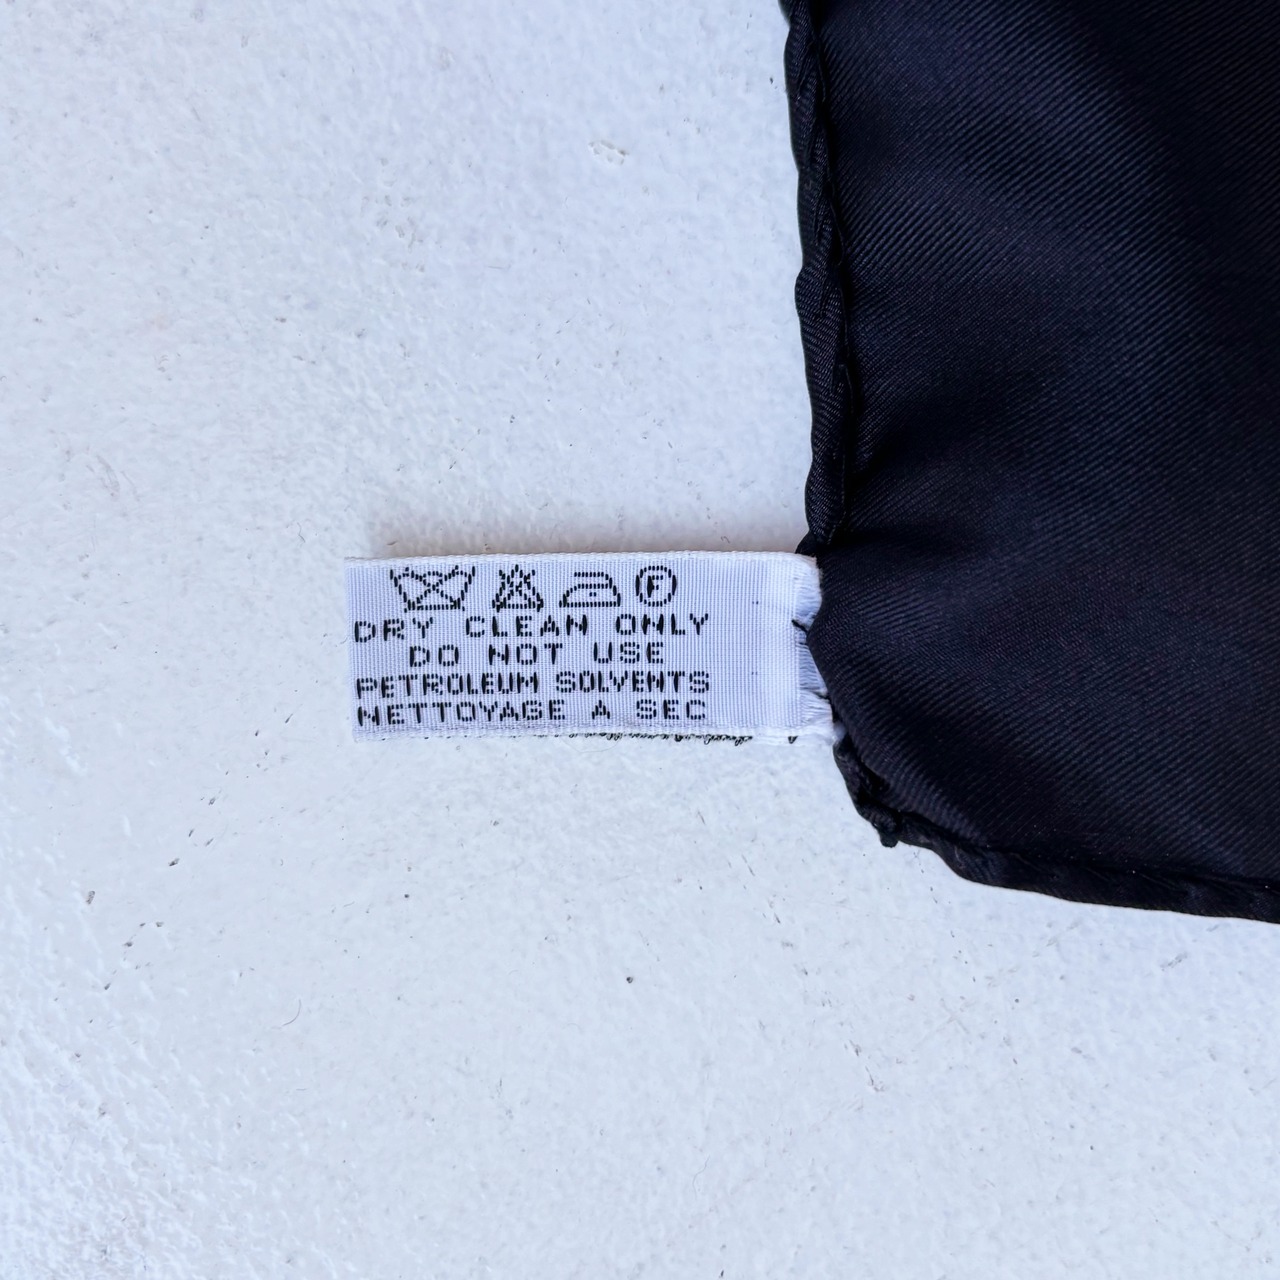 F
DRY CLEAN ONLY
DO NOT USE
PETROLEUM SOLVENTS
NETTOYAGE A SEC